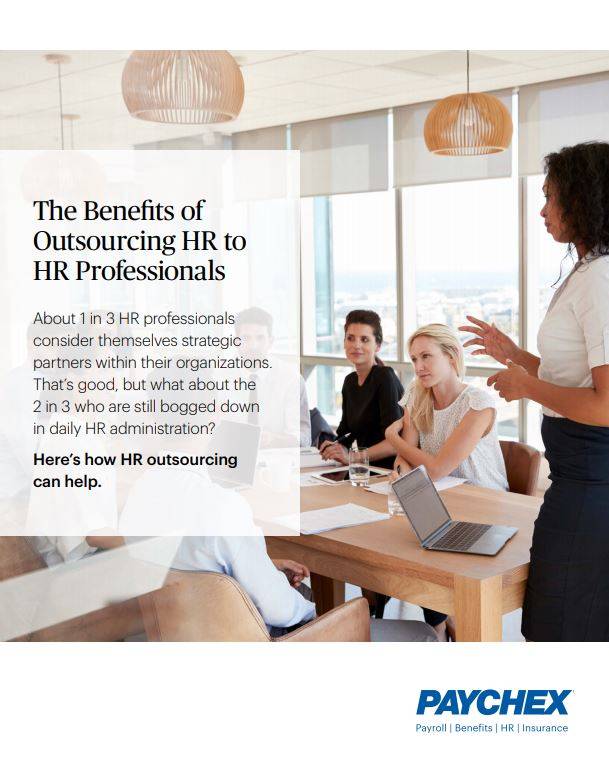 The Benefits of
Outsourcing HR to
HR Professionals
About 1 in 3 HR professionals
consider themselves strategic
partners within their organizations.
That's good, but what about the
2 in 3 who are still bogged down
in daily HR administration?
Here's how HR outsourcing
can help.
PAYCHEX
Payroll | Benefits | HR | Insurance